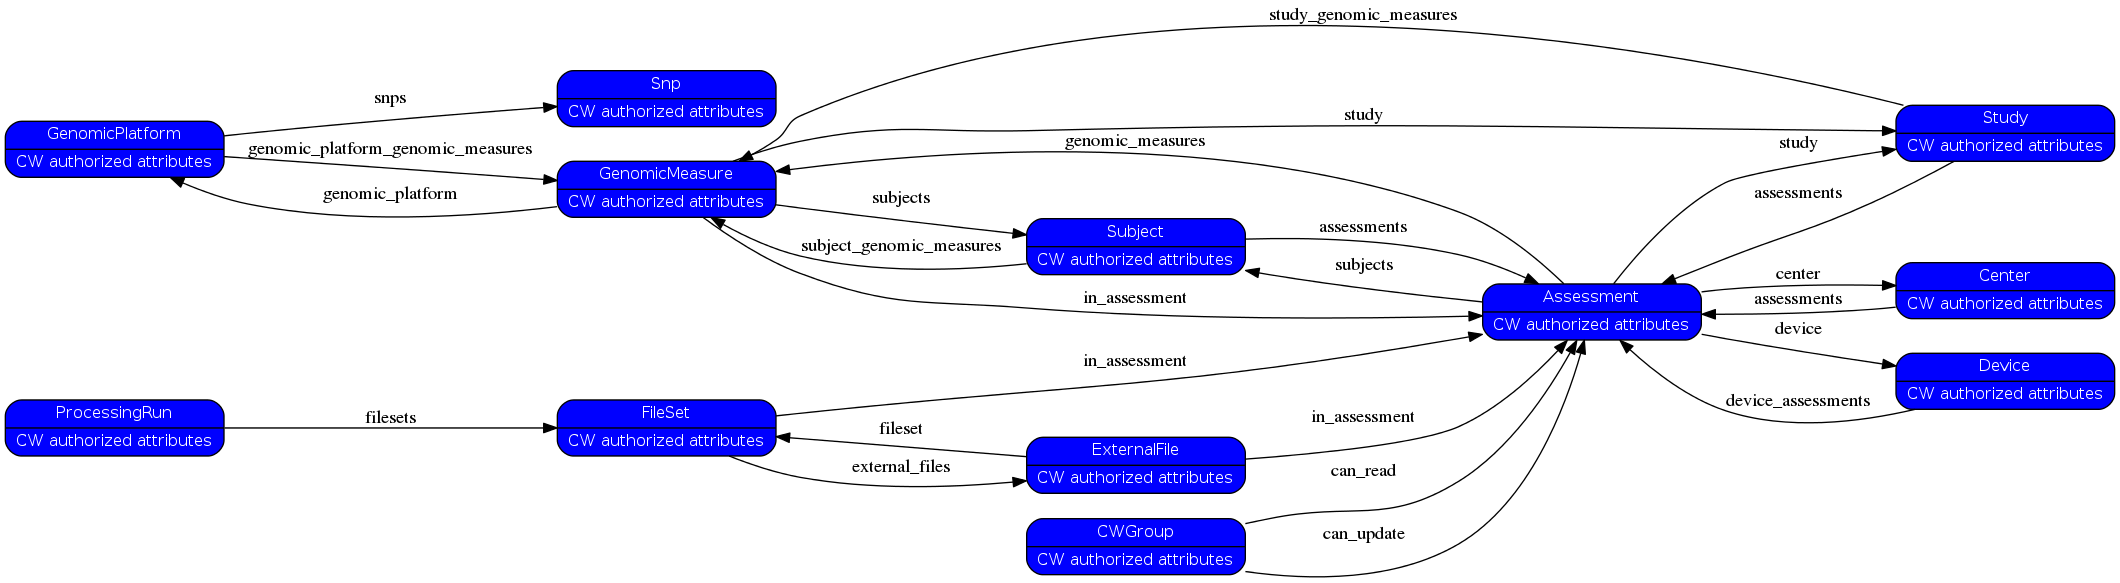 study_genomic_measures
Snp
CW authorized attributes
snps
GenomicPlatform
CW authorized attributes
genomic_platform_genomic_measures
genomic_platform
GenomicMeasure
CW authorized attributes
study
genomic_measures
Study
CW authorized attributes
study
assessments
subjects
subject_genomic_measures
Subject
CW authorized attributes
assessments
subjects
in_assessment
Assessment
CW authorized attributes
center
assessments
Center
CW authorized attributes
device
device_assessments
Device
CW authorized attributes
in_assessment
ProcessingRun
CW authorized attributes
filesets
FileSet
CW authorized attributes
fileset
external_files
ExternalFile
CW authorized attributes
in_assessment
can_read
CWGroup
CW authorized attributes
can_update